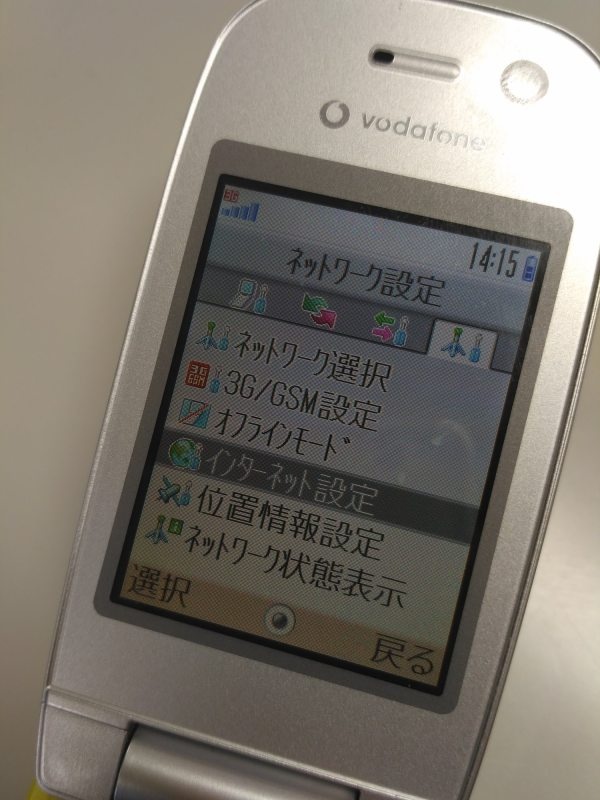 vodafone
3G
14:15
ネットワーク設定
ネットワーク選択
3G
GSM
3G/GSM設定
オフラインモード
インターネット設定
位置情報設定
ネットワーク状態表示
選択
戻る